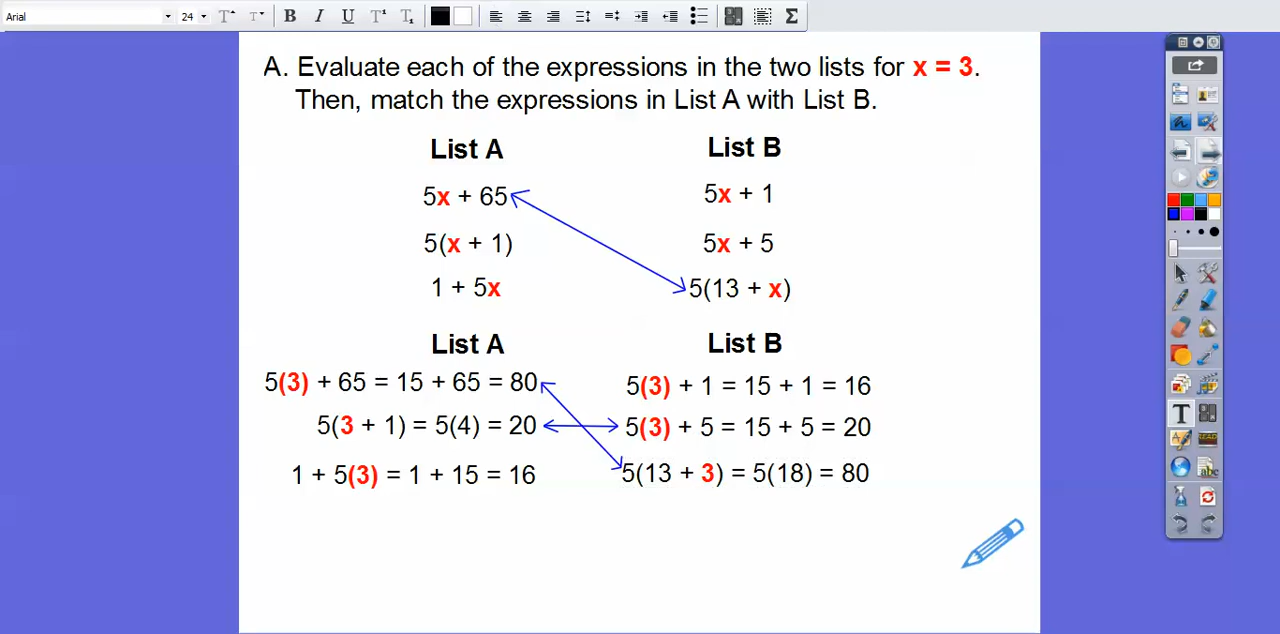 Arial 24
A. Evaluate each of the expressions in the two lists for x = 3.
Then, match the expressions in List A with List B.
List A List B
5x + 65 5x + 1
5(x + 1) 5x + 5
1 + 5x 5(13 + x)
List A List B
5(3) + 65 = 15 + 65 = 80 5(3) + 1 = 15 + 1 = 16
5(3 + 1) = 5(4) = 20 5(3) + 5 = 15 + 5 = 20
1 + 5(3) = 1 + 15 = 16 5(13 + 3) = 5(18) = 80